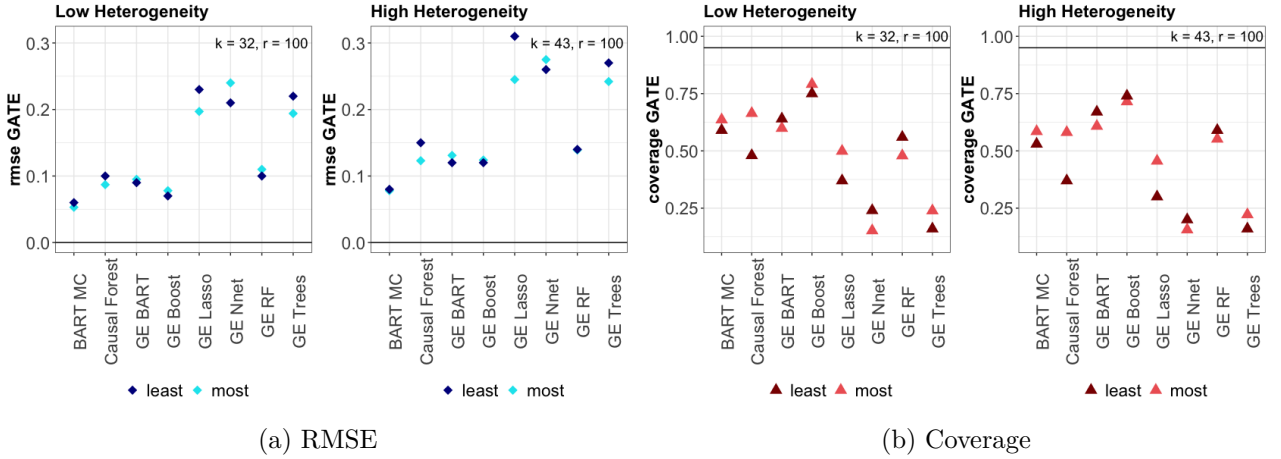 Low Heterogeneity
k = 32, r = 100
rmse GATE
0.3
0.2
0.1
0.0
BART MC
Causal Forest
GE BART
GE Boost
GE Lasso
GE Nnet
GE RF
GE Trees
least most
High Heterogeneity
k = 43, r = 100
rmse GATE
0.3
0.2
0.1
0.0
BART MC
Causal Forest
GE BART
GE Boost
GE Lasso
GE Nnet
GE RF
GE Trees
least most
(a) RMSE
Low Heterogeneity
k = 32, r = 100
coverage GATE
1.00
0.75
0.50
0.25
BART MC
Causal Forest
GE BART
GE Boost
GE Lasso
GE Nnet
GE RF
GE Trees
least most
High Heterogeneity
k = 43, r = 100
coverage GATE
1.00
0.75
0.50
0.25
BART MC
Causal Forest
GE BART
GE Boost
GE Lasso
GE Nnet
GE RF
GE Trees
least most
(b) Coverage